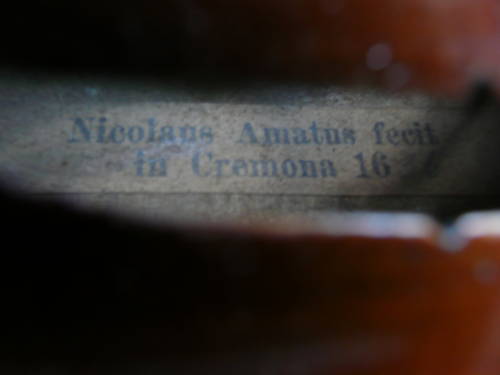 Nicolaus Amatus fecit
in Cremona 16